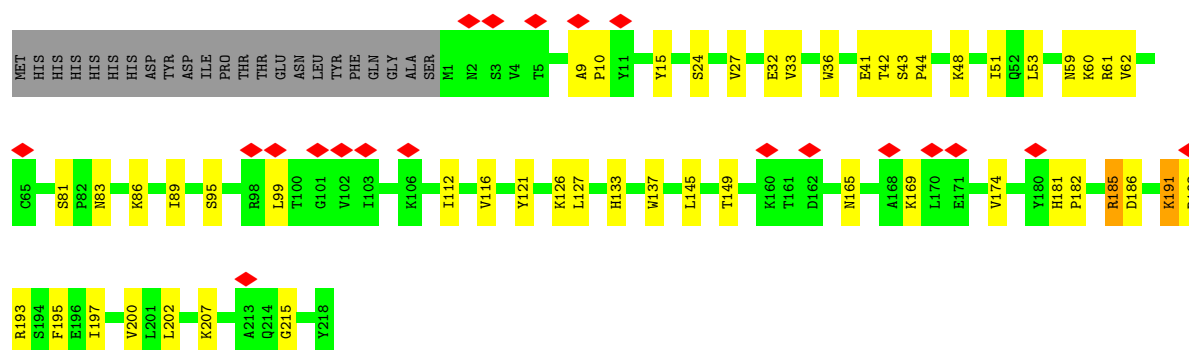 MET HIS HIS HIS HIS HIS HIS ASP TYR ASP ILE PRO THR THR GLU ASN LEU TYR PHE GLN GLY ALA SER M1 N2 S3 V4 T5 A9 P10 Y11 Y15 S24 V27 E32 V33 W36 E41 T42 S43 P44 K48 I51 Q52 L53 N59 K60 R61 V62
C65 S81 P82 N83 K86 I89 S95 R98 L99 T100 G101 V102 I103 K106 I112 V116 Y121 K126 L127 H133 W137 L145 T149 K160 T161 D162 N165 A168 K169 L170 E171 V174 Y180 H181 P182 R185 D186 K191
R193 S194 F195 E196 I197 V200 L201 L202 K207 A213 Q214 G215 Y218